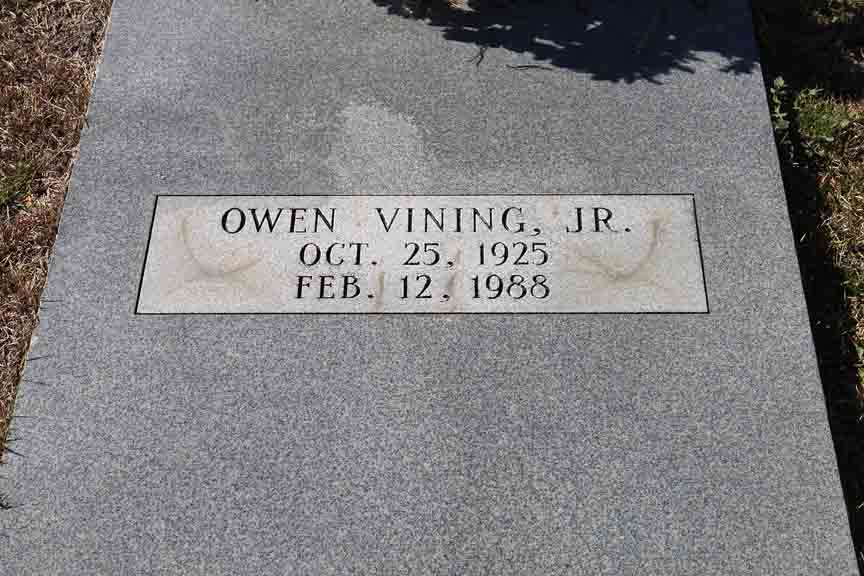 OWEN VINING, JR.
OCT. 25, 1925
FEB. 12, 1988